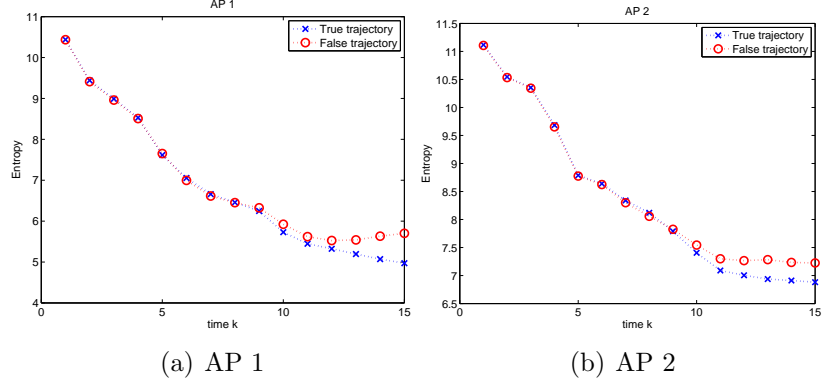 AP 1
True trajectory
False trajectory
11
10
9
8
7
6
5
4
Entropy
0 5 10 15
time k
(a) AP 1
AP 2
True trajectory
False trajectory
11.5
11
10.5
10
9.5
9
8.5
8
7.5
7
6.5
Entropy
0 5 10 15
time k
(b) AP 2